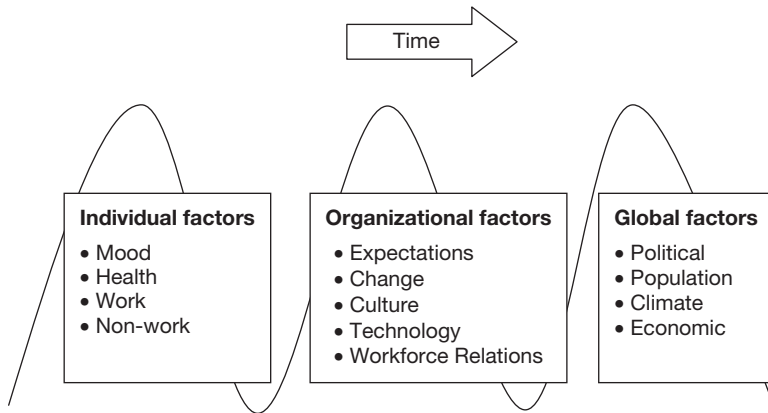 Time
Individual factors
• Mood
• Health
• Work
• Non-work
Organizational factors
• Expectations
• Change
• Culture
• Technology
• Workforce Relations
Global factors
• Political
• Population
• Climate
• Economic